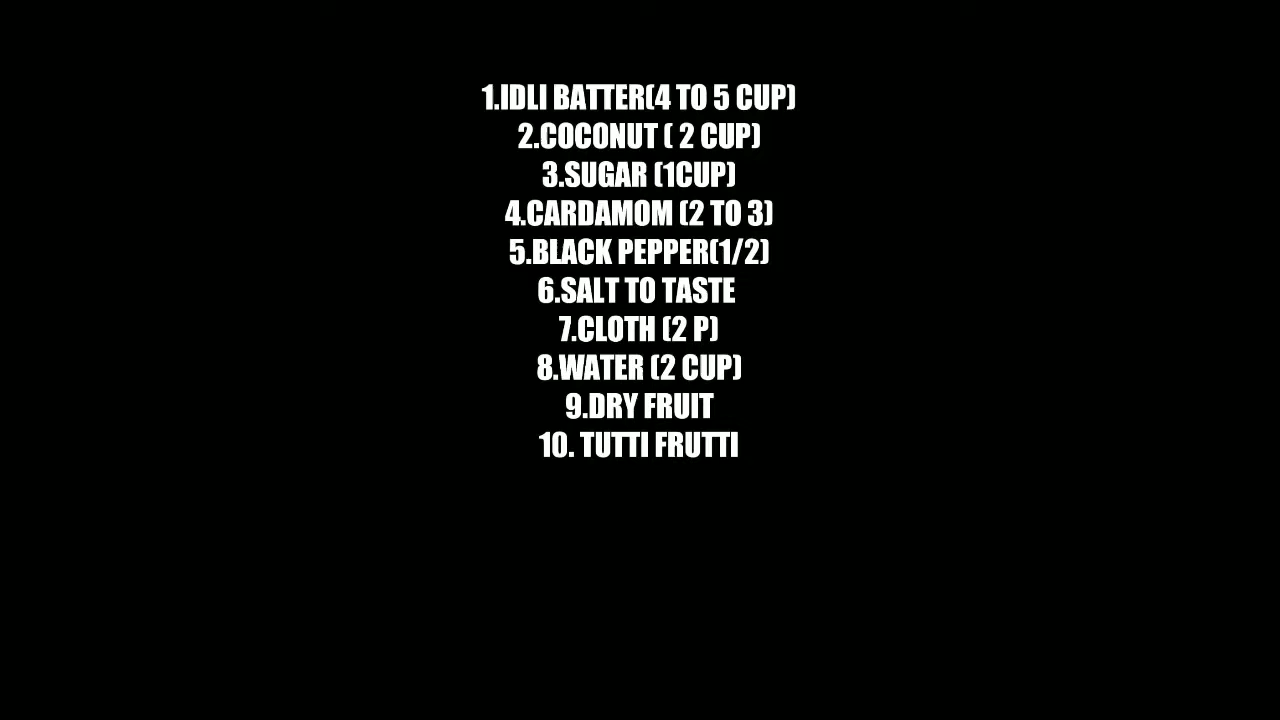 1.IDLI BATTER(4 TO 5 CUP)
2.COCONUT ( 2 CUP)
3.SUGAR (1CUP)
4.CARDAMOM (2 TO 3)
5.BLACK PEPPER(1/2)
6.SALT TO TASTE
7.CLOTH (2 P)
8.WATER (2 CUP)
9.DRY FRUIT
10. TUTTI FRUTTI